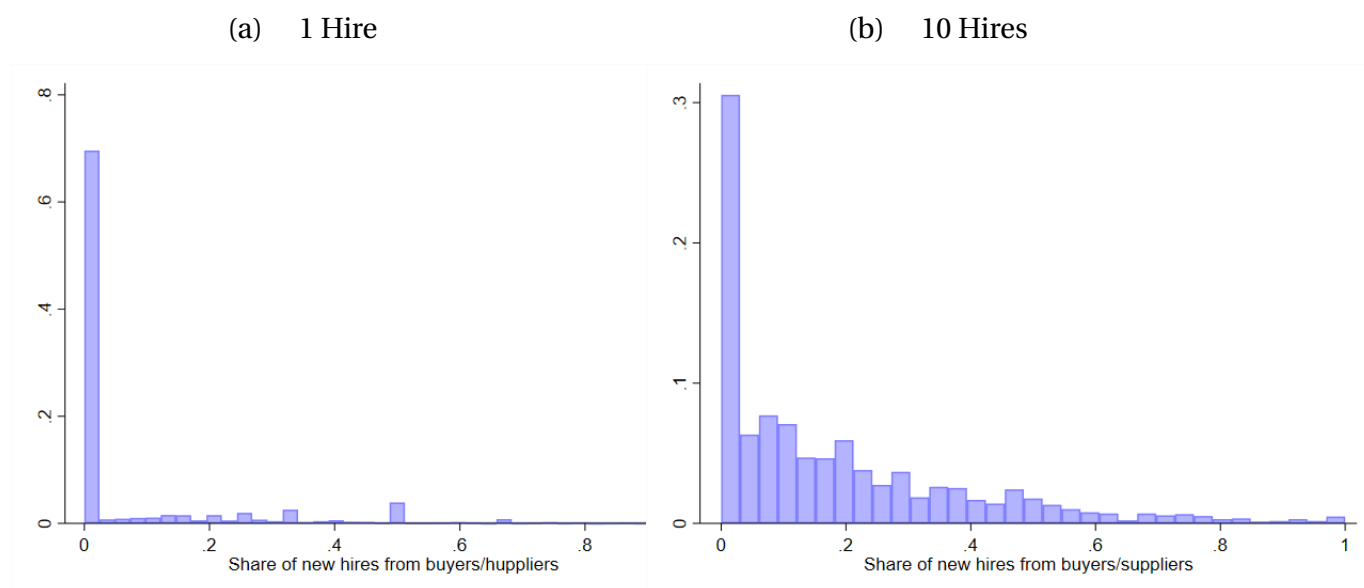 (a) 1 Hire
.8
.6
.4
.2
0
0 .2 .4 .6 .8
Share of new hires from buyers/huppliers
(b) 10 Hires
.3
.2
.1
0
0 .2 .4 .6 .8 1
Share of new hires from buyers/suppliers